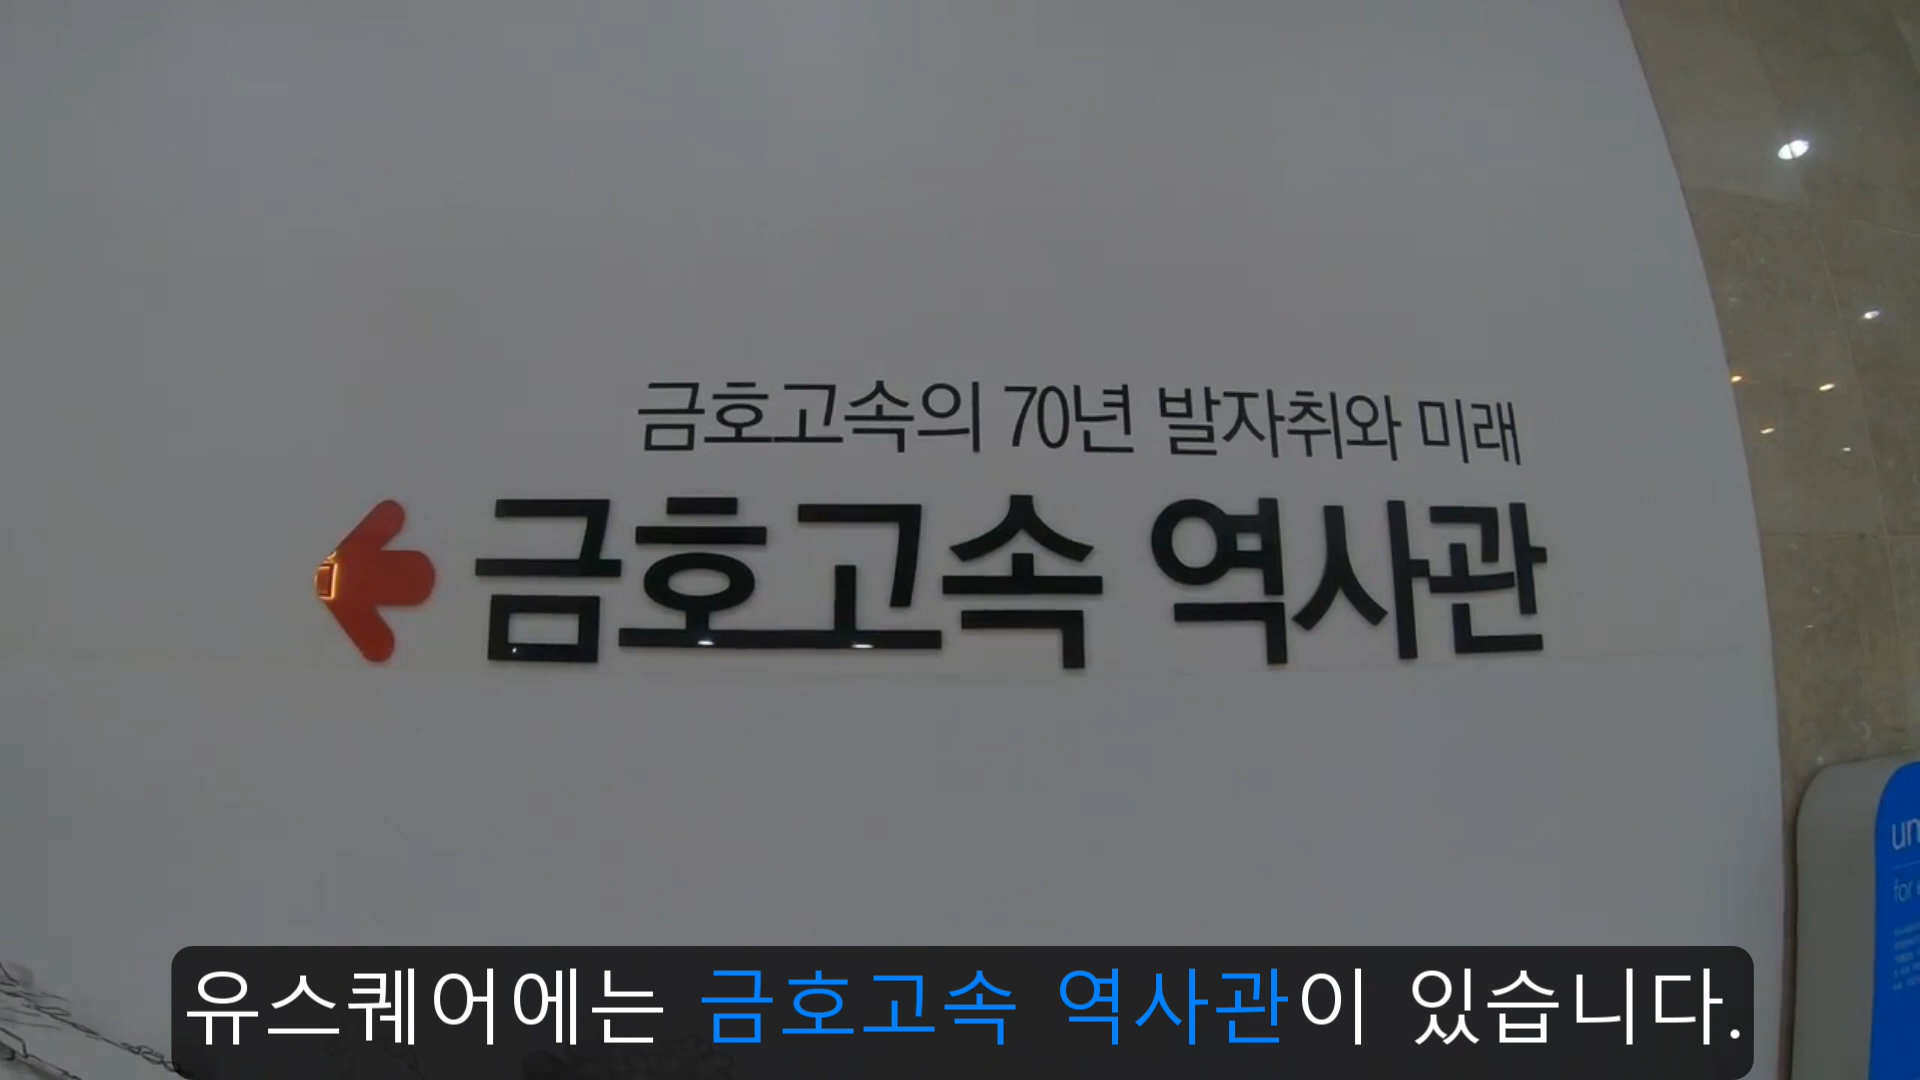 금호고속의 70년 발자취와 미래
금호고속 역사관
un
for
유스퀘어에는 금호고속 역사관이 있습니다.